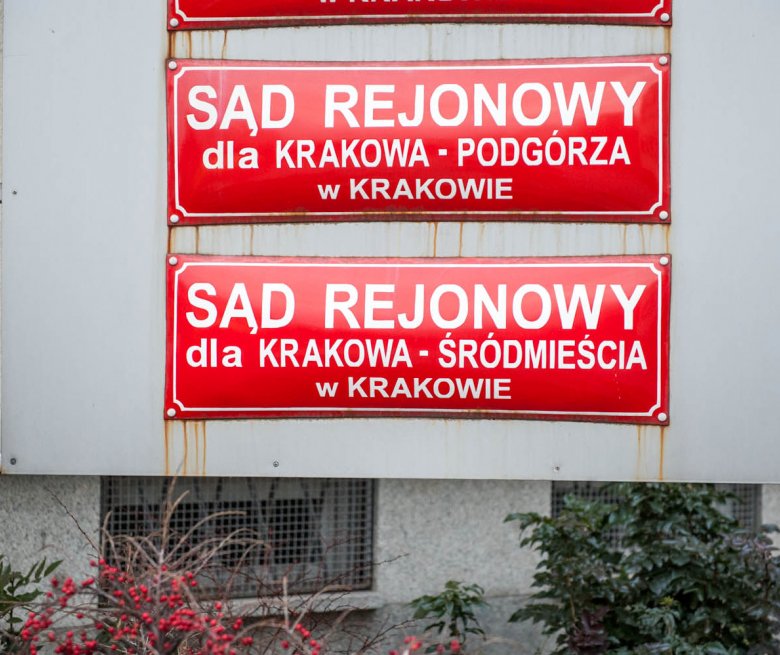 SĄD REJONOWY
dla KRAKOWA - PODGÓRZA
w KRAKOWIE
SĄD REJONOWY
dla KRAKOWA - ŚRÓDMIEŚCIA
w KRAKOWIE